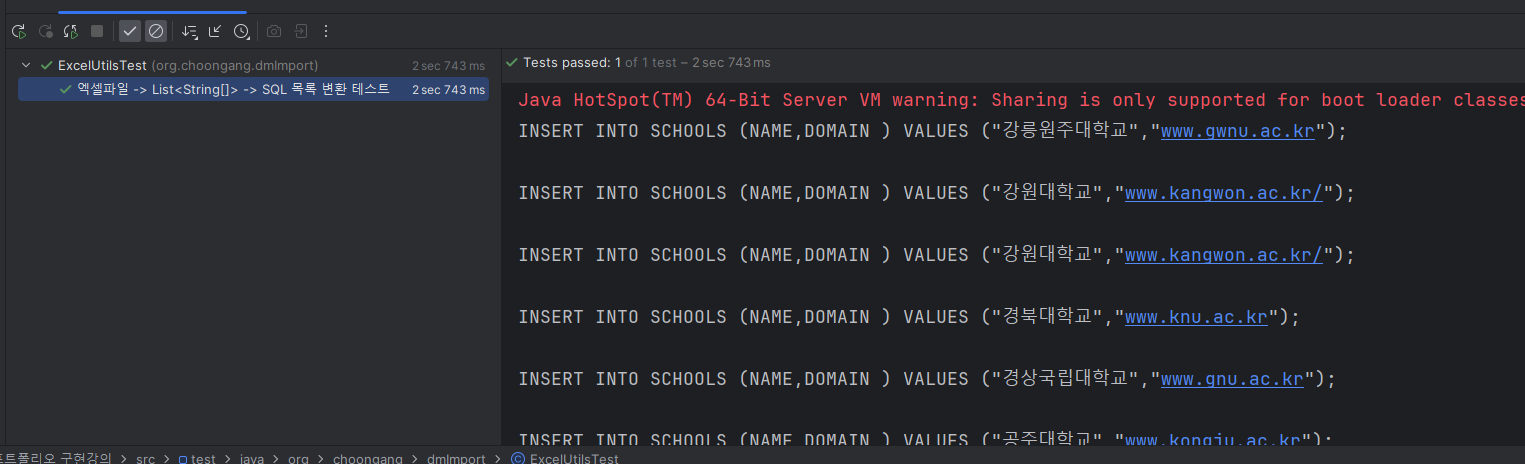 ExcelUtilsTest (org.choongang.dmImport) 2 sec 743 ms
엑셀파일 -> List<String[]> -> SQL 목록 변환 테스트 2 sec 743 ms
Tests passed: 1 of 1 test – 2 sec 743 ms
Java HotSpot(TM) 64-Bit Server VM warning: Sharing is only supported for boot loader classes
INSERT INTO SCHOOLS (NAME,DOMAIN ) VALUES ("강릉원주대학교","www.gwnu.ac.kr");
INSERT INTO SCHOOLS (NAME,DOMAIN ) VALUES ("강원대학교","www.kangwon.ac.kr/");
INSERT INTO SCHOOLS (NAME,DOMAIN ) VALUES ("강원대학교","www.kangwon.ac.kr/");
INSERT INTO SCHOOLS (NAME,DOMAIN ) VALUES ("경북대학교","www.knu.ac.kr");
INSERT INTO SCHOOLS (NAME,DOMAIN ) VALUES ("경상국립대학교","www.gnu.ac.kr");
INSERT INTO SCHOOLS (NAME,DOMAIN ) VALUES ("공주대학교","www.kongju.ac.kr");
포트폴리오 구현강의 > src > test > java > org > choongang > dmImport > ExcelUtilsTest